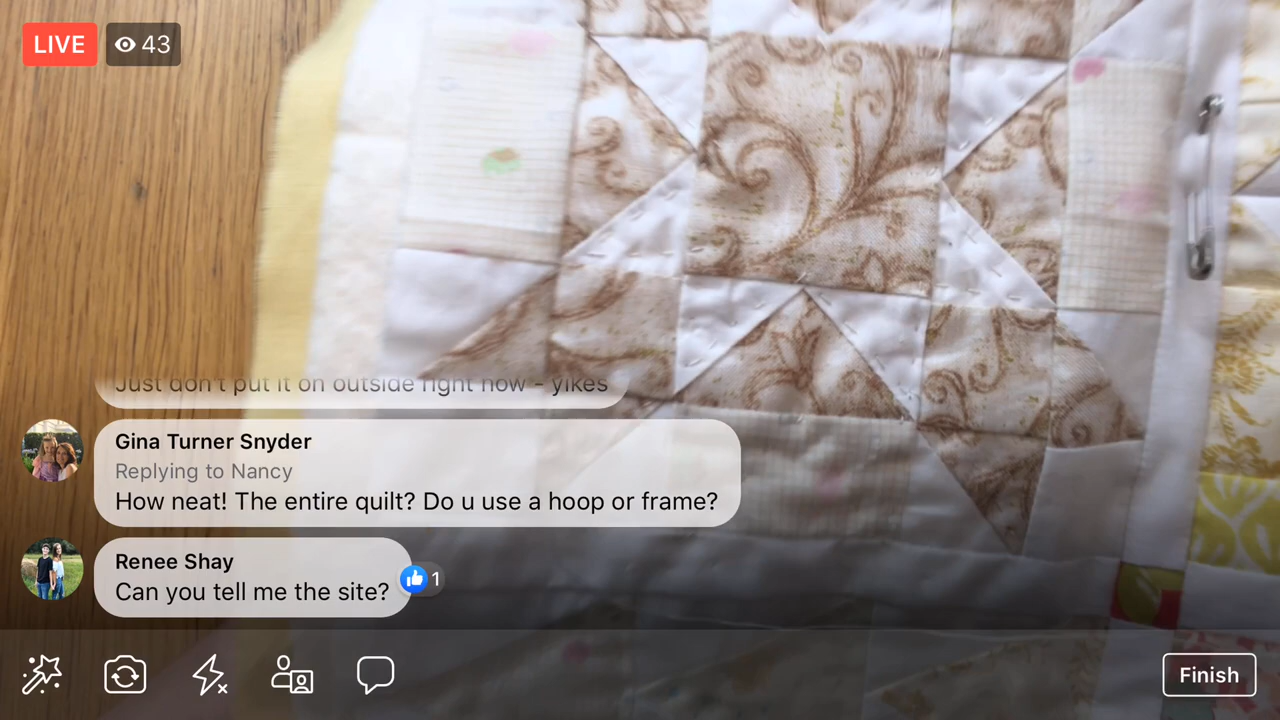 LIVE
43
Just don't put it on outside right now - yikes
Gina Turner Snyder
Replying to Nancy
How neat! The entire quilt? Do u use a hoop or frame?
Renee Shay
Can you tell me the site?
1
Finish